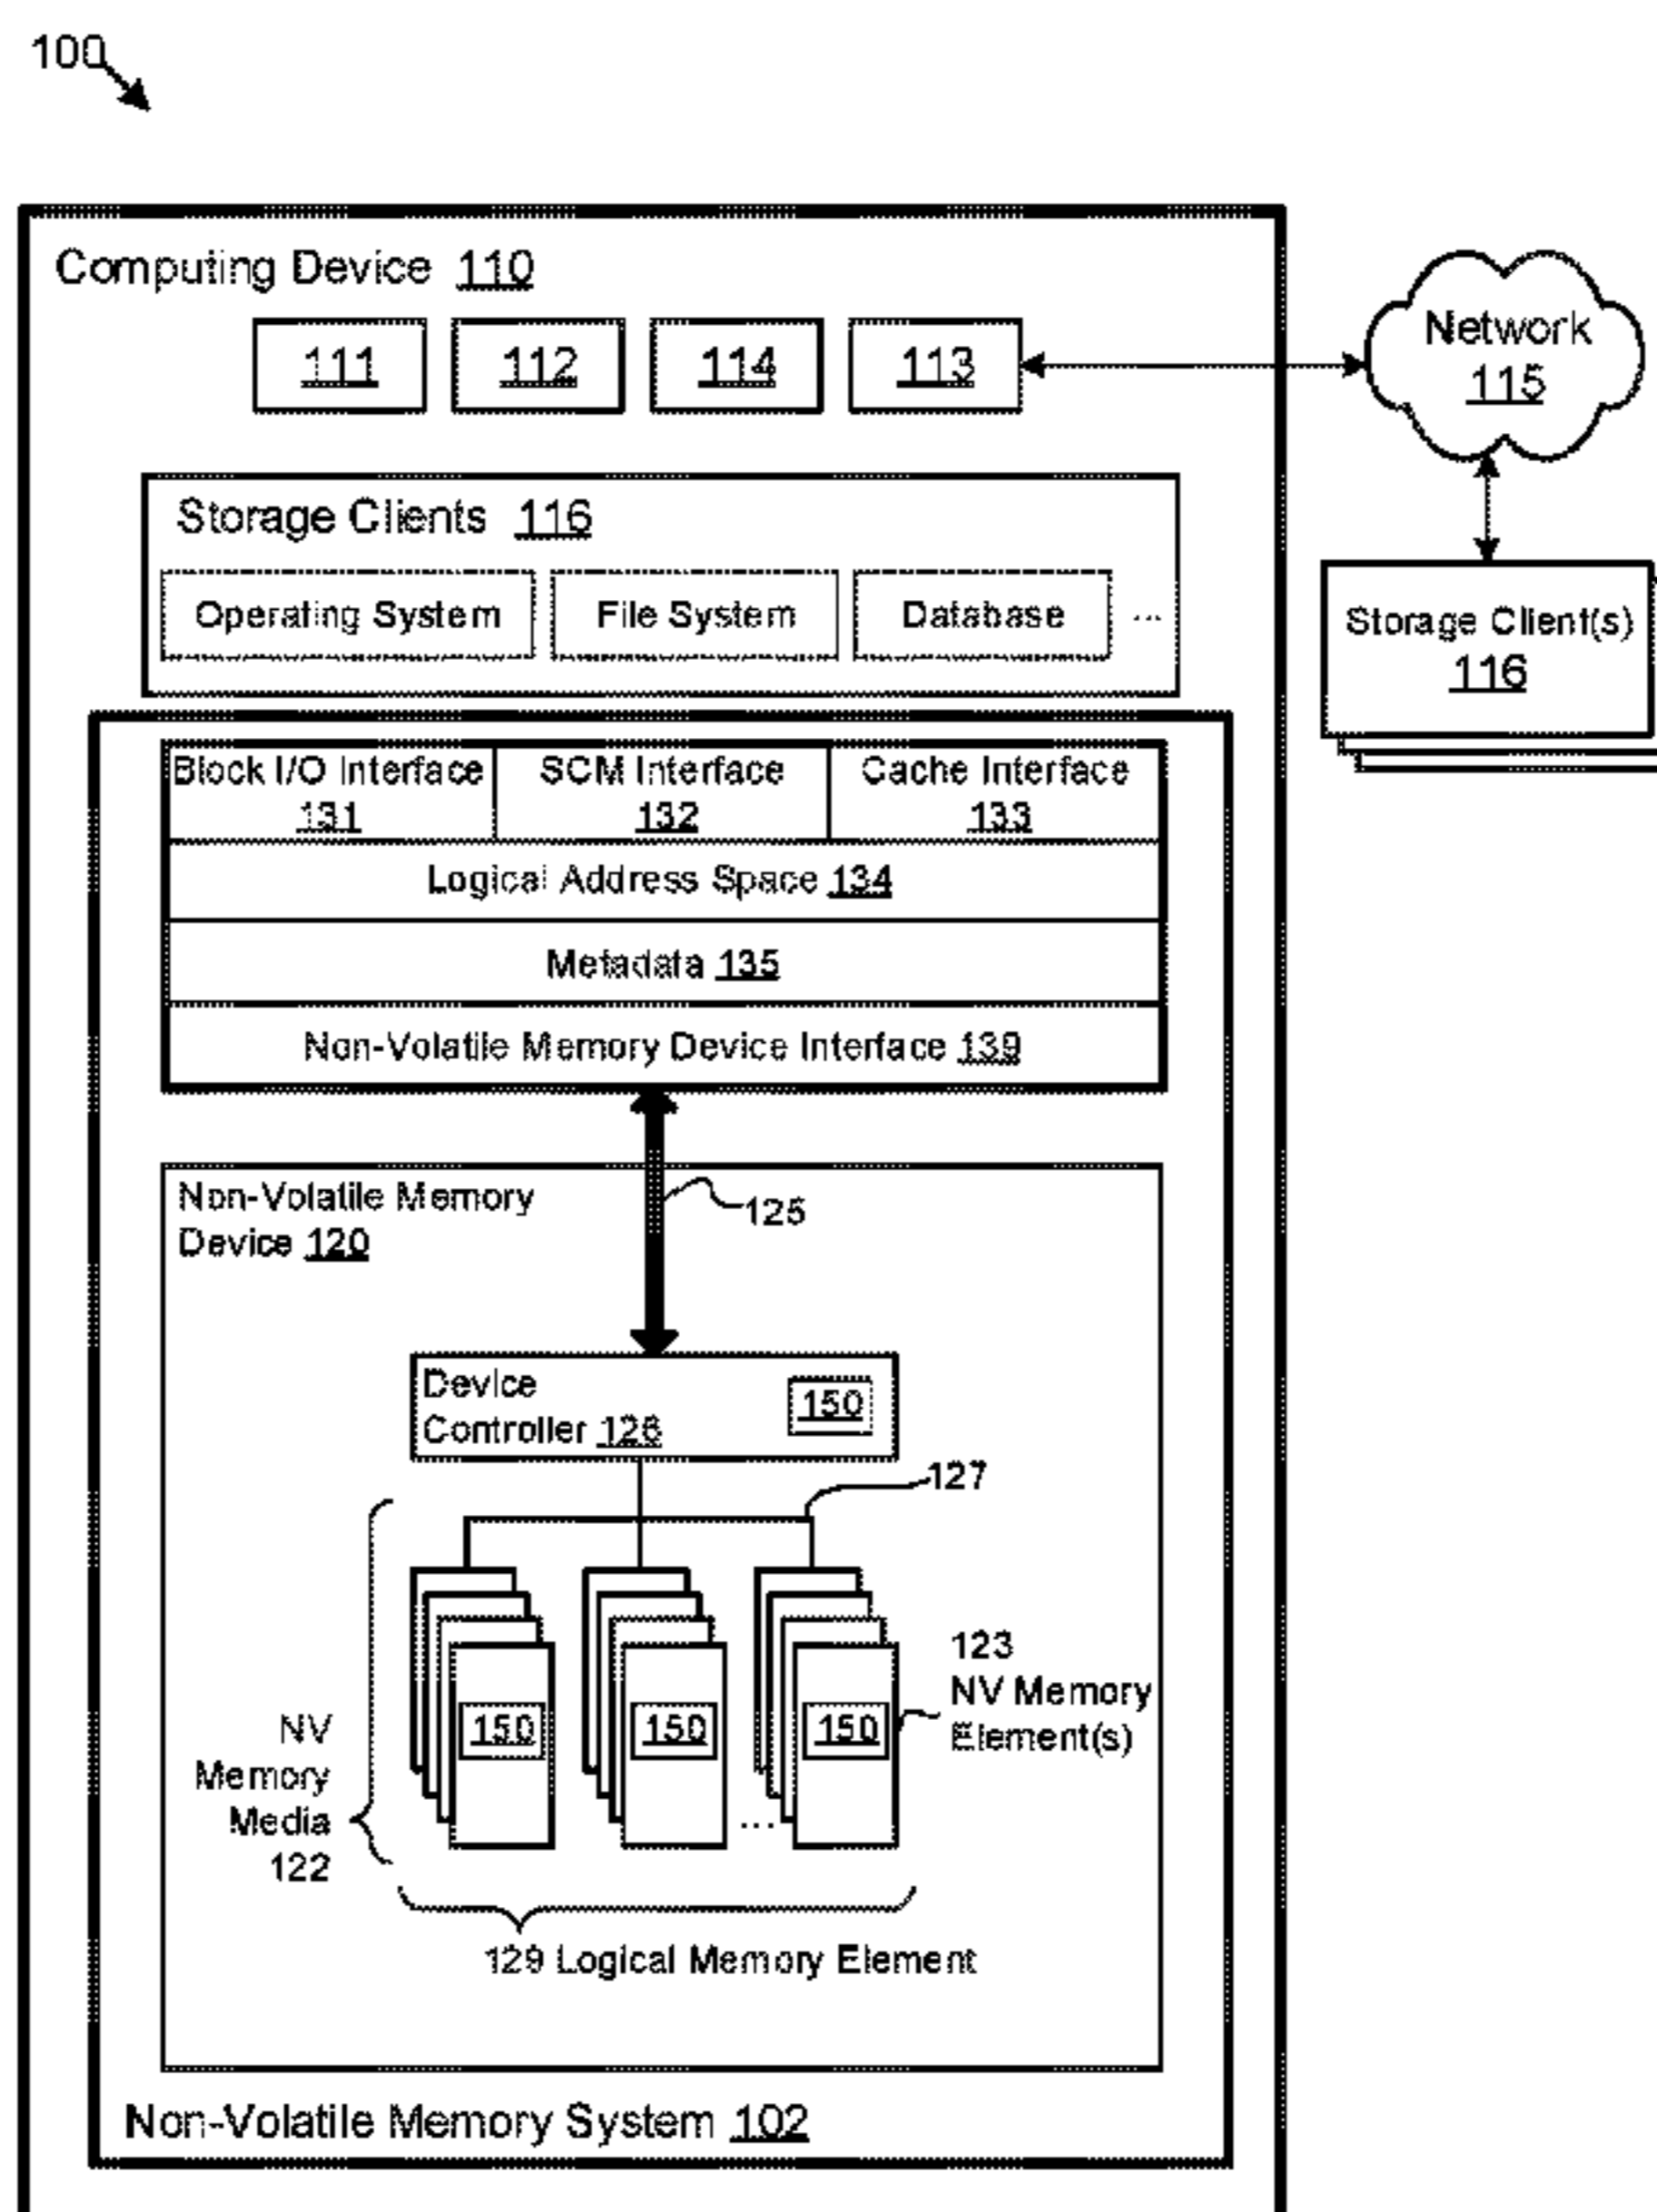 100
Computing Device 110
111 112 114 113
Network
115
Storage Clients 116
Operating System File System Database ...
Storage Client(s)
116
Block I/O Interface
131
SCM Interface
132
Cache Interface
133
Logical Address Space 134
Metadata 135
Non-Volatile Memory Device Interface 139
125
Non-Volatile Memory
Device 120
Device
Controller 126
150
127
123
NV Memory
Element(s)
150 150 150
...
NV
Memory
Media
122
129 Logical Memory Element
Non-Volatile Memory System 102